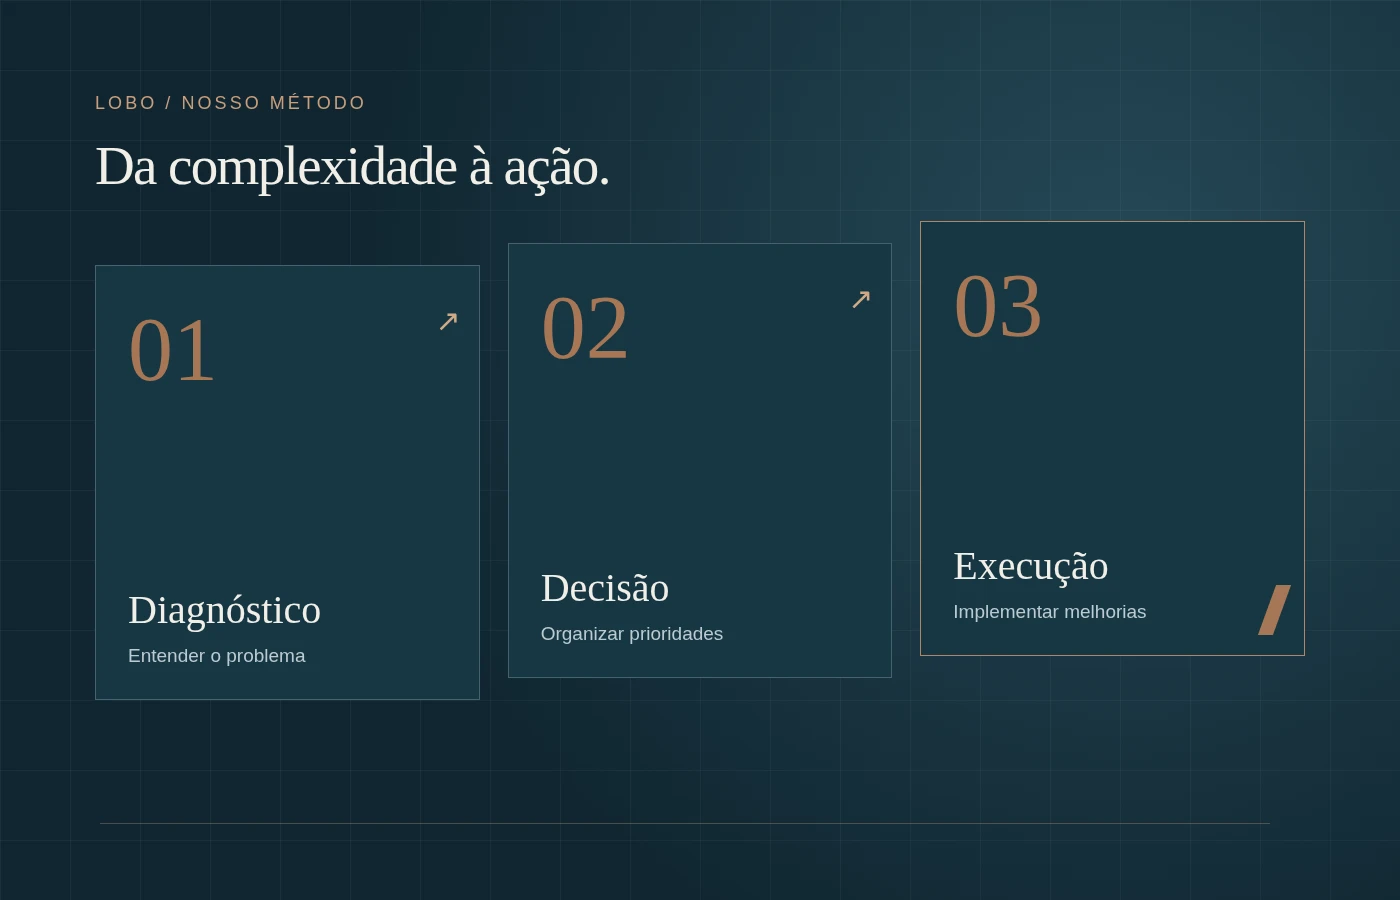 LOBO / NOSSO MÉTODO
Da complexidade à ação.
01
↗
Diagnóstico
Entender o problema
02
↗
Decisão
Organizar prioridades
03
Execução
Implementar melhorias